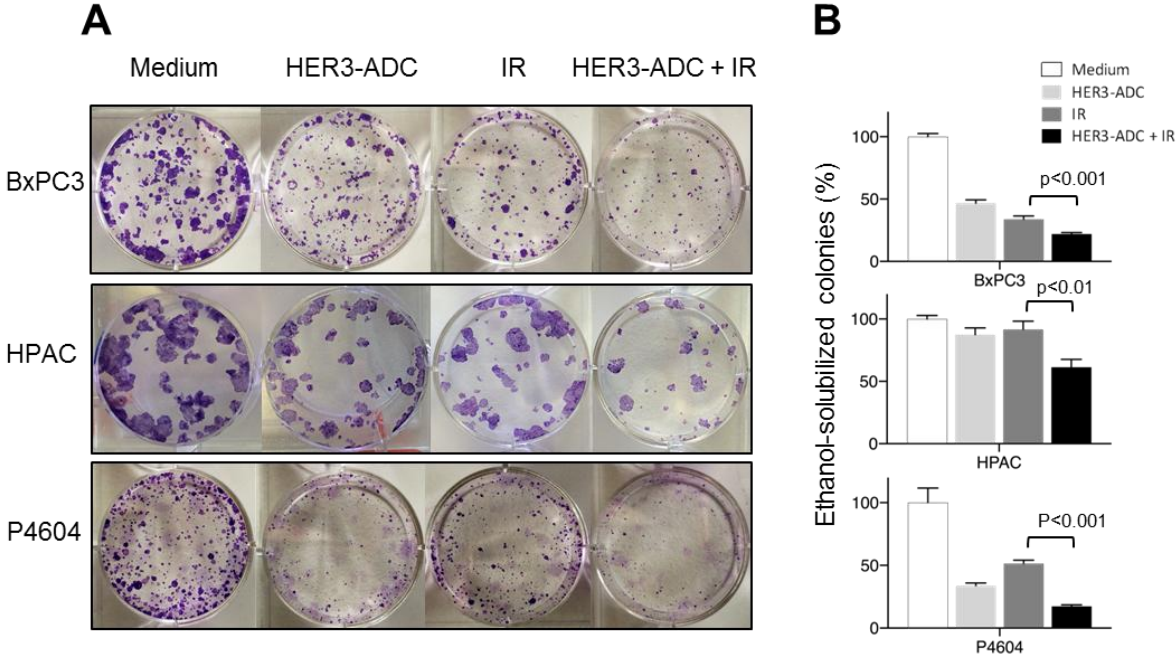 A
Medium HER3-ADC IR HER3-ADC + IR
BxPC3
HPAC
P4604
B
Medium
HER3-ADC
IR
HER3-ADC + IR
Ethanol-solubilized colonies (%)
100
50
0
p<0.001
BxPC3
100
50
0
p<0.01
HPAC
100
50
0
P<0.001
P4604